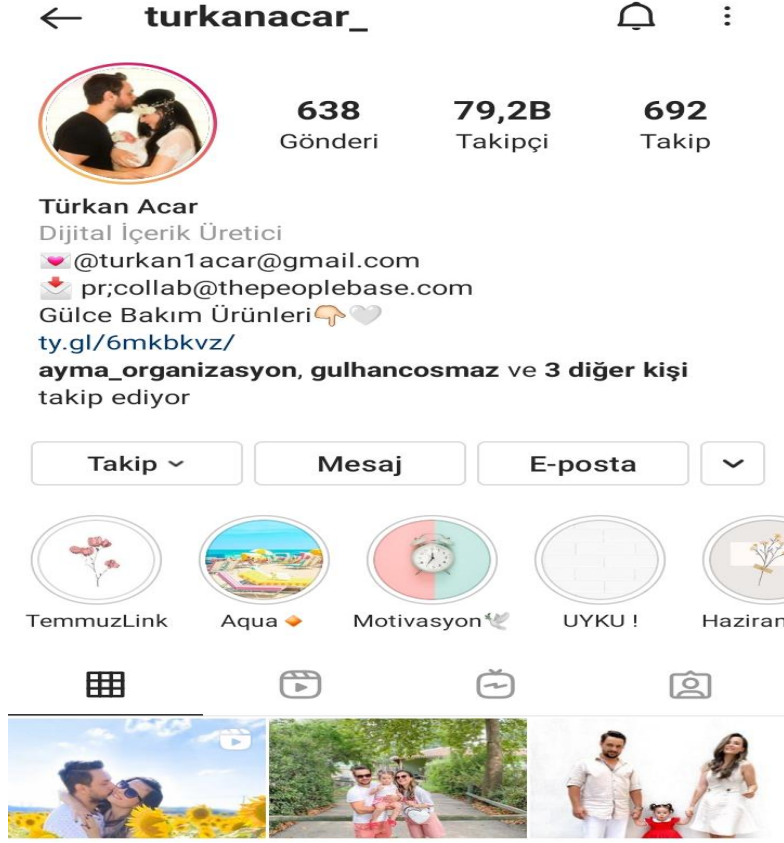 turkanacar_
638 79,2B 692
Gönderi Takipçi Takip
Türkan Acar
Dijital İçerik Üretici
@turkan1acar@gmail.com
pr;collab@thepeoplebase.com
Gülce Bakım Ürünleri👇🏻🤍
ty.gl/6mkbkvz/
ayma_organizasyon, gulhancosmaz ve 3 diğer kişi
takip ediyor
Takip Mesaj E-posta
TemmuzLink Aqua🔸 Motivasyon🕊 UYKU ! Haziran